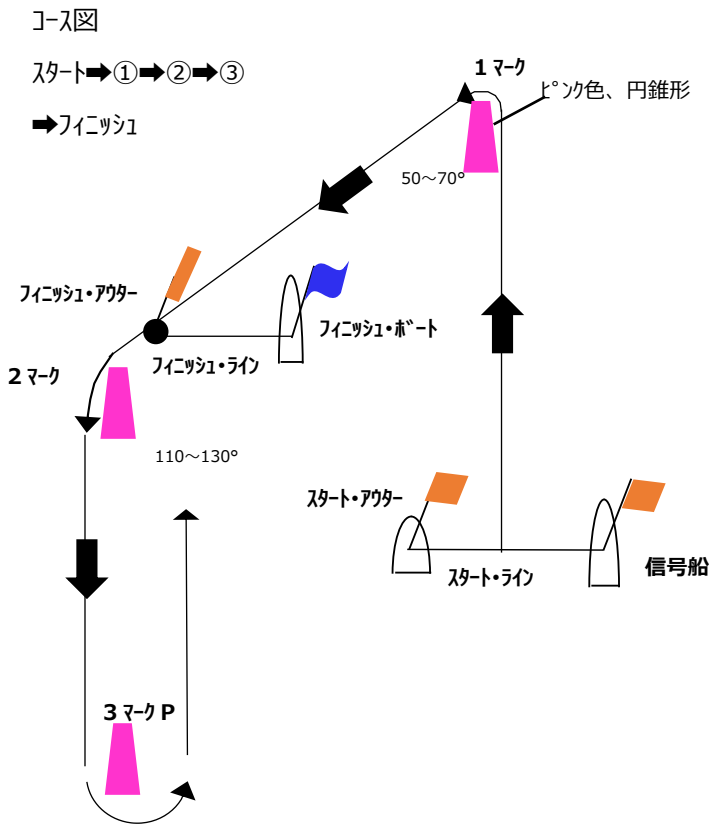 コース図
スタート➡①➡②➡③
➡フィニッシュ
1 マーク
ピンク色、円錐形
50～70°
フィニッシュ・アウター
フィニッシュ・ボート
フィニッシュ・ライン
2 マーク
110～130°
スタート・アウター
スタート・ライン
信号船
3 マーク P